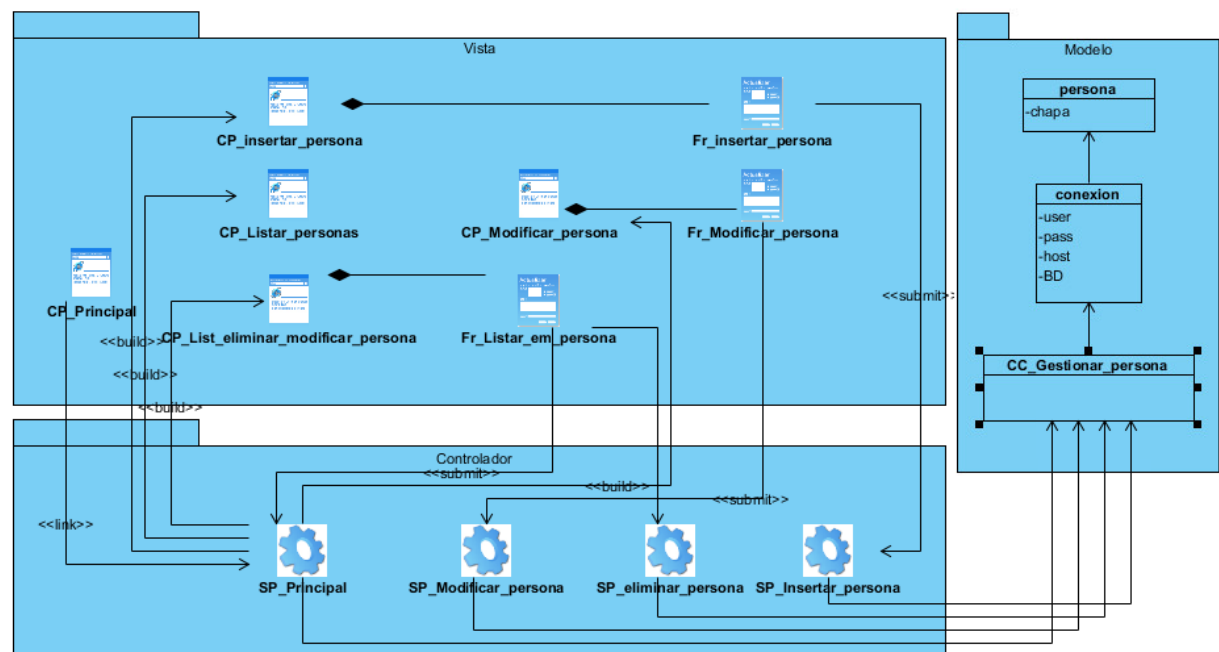 Vista
Modelo
persona
-chapa
CP_insertar_persona
Fr_insertar_persona
conexion
-user
-pass
-host
-BD
CP_Listar_personas
CP_Modificar_persona
Fr_Modificar_persona
CP_Principal
<<submit>>
CP_List_eliminar_modificar_persona
Fr_Listar_em_persona
<<build>>
<<build>>
<<build>>
CC_Gestionar_persona
Controlador
<<submit>>
<<build>>
<<submit>>
<<link>>
SP_Principal
SP_Modificar_persona
SP_eliminar_persona
SP_Insertar_persona